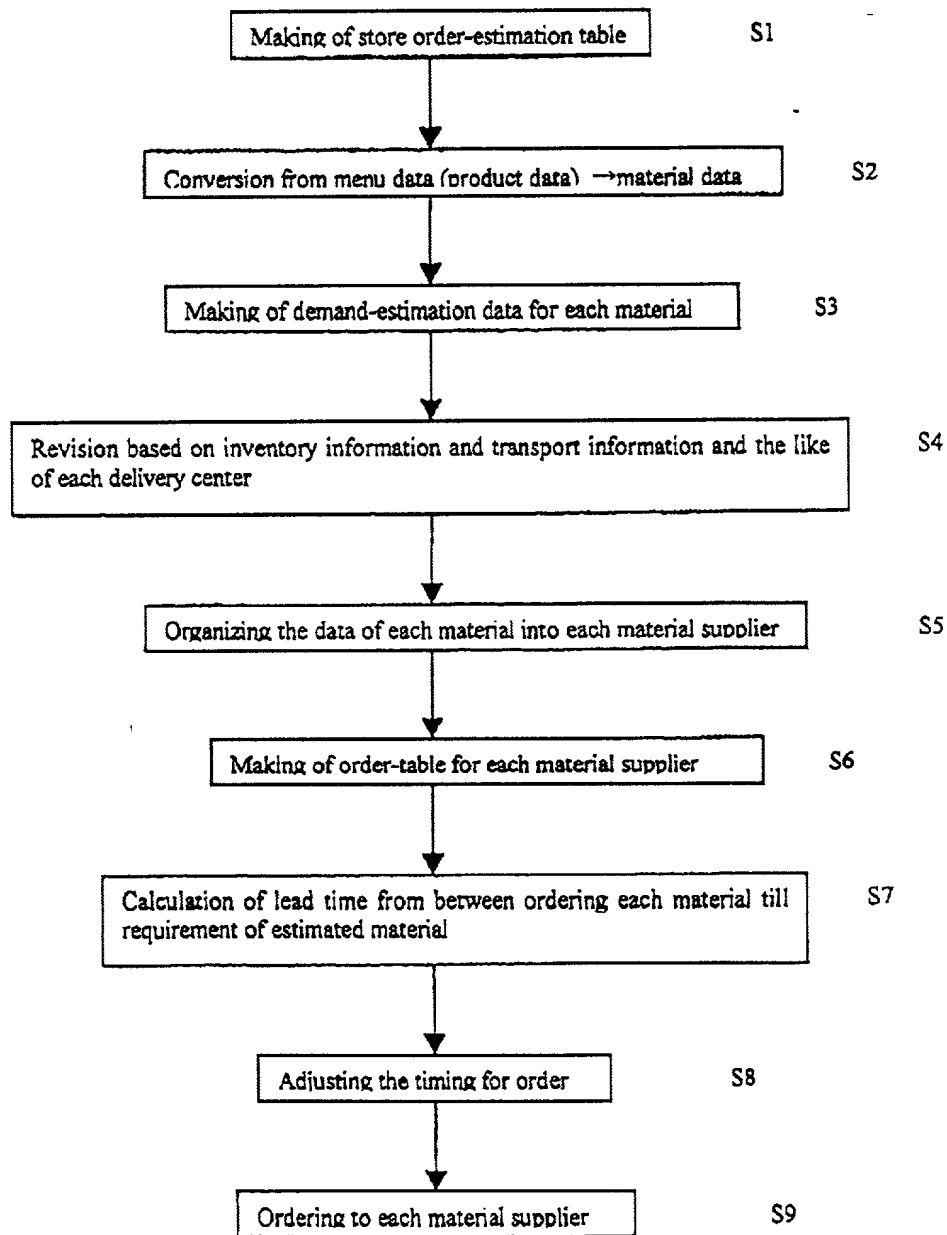 Making of store order-estimation table S1
Conversion from menu data (product data) →material data S2
Making of demand-estimation data for each material S3
Revision based on inventory information and transport information and the like S4
of each delivery center
Organizing the data of each material into each material supplier S5
Making of order-table for each material supplier S6
Calculation of lead time from between ordering each material till S7
requirement of estimated material
Adjusting the timing for order S8
Ordering to each material supplier S9